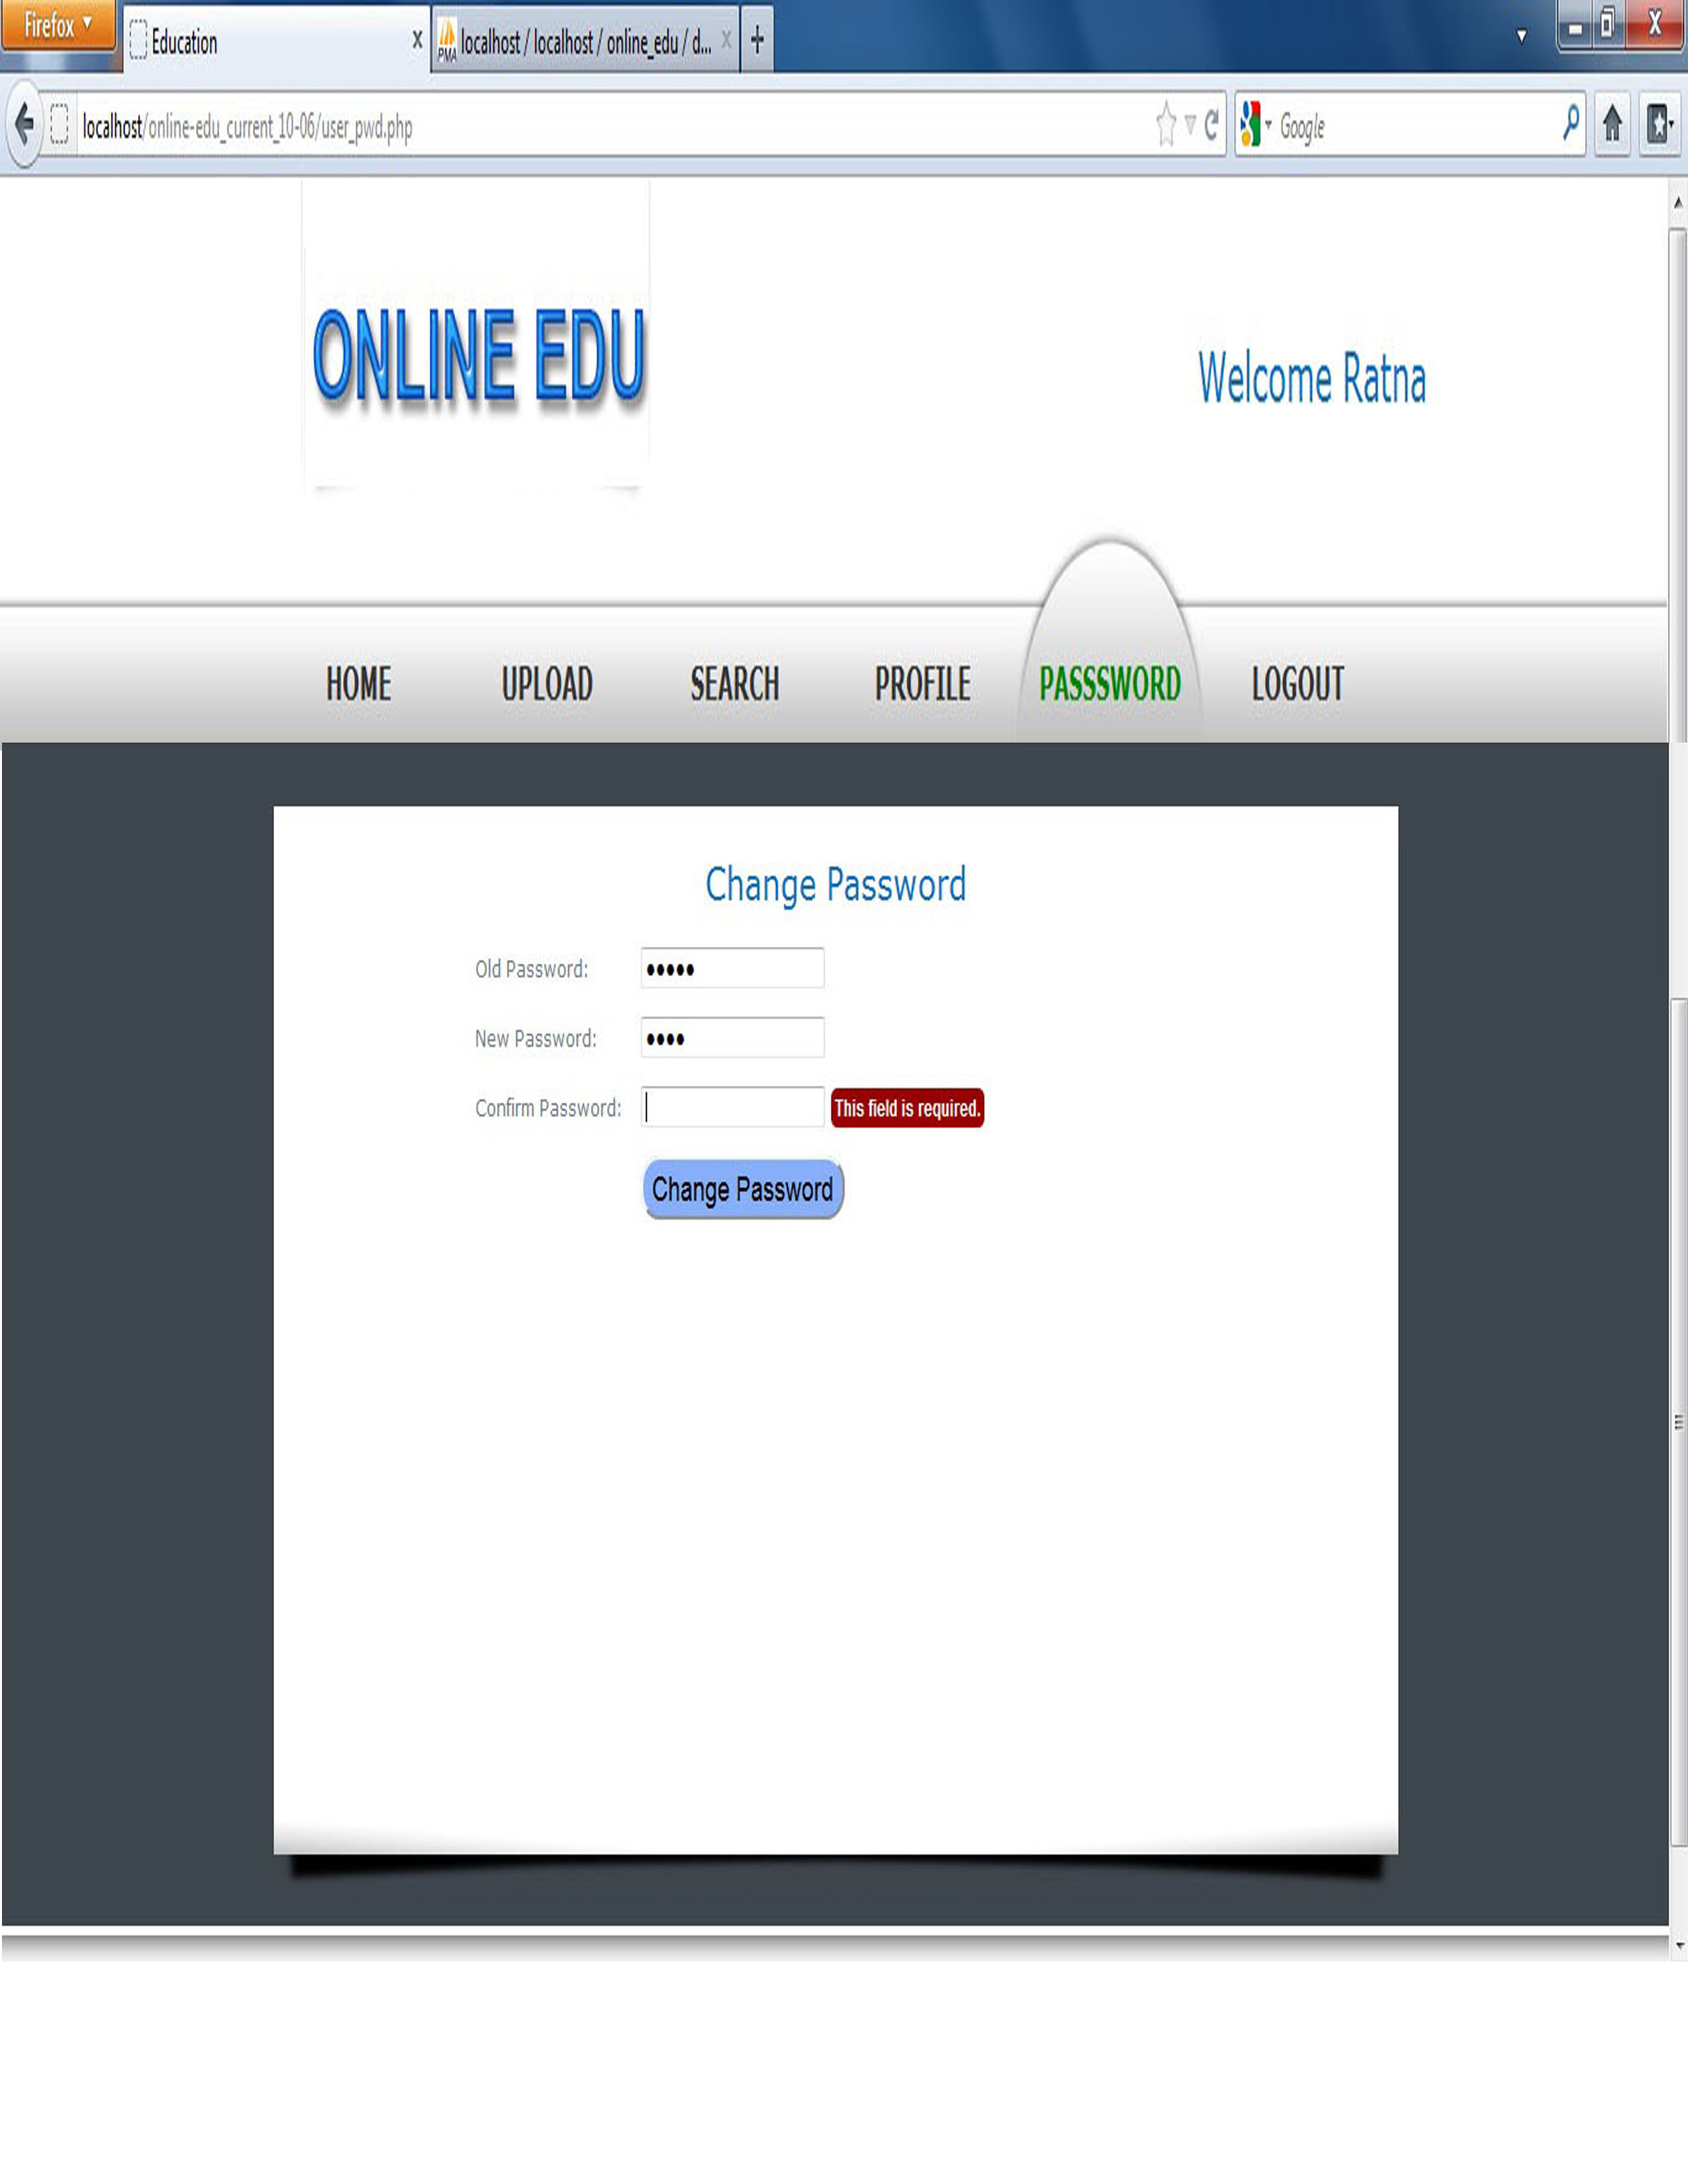 Firefox
Education x localhost / localhost / online_edu / d... x +
PMA
localhost/online-edu_current_10-06/user_pwd.php Google
ONLINE EDU
Welcome Ratna
HOME UPLOAD SEARCH PROFILE PASSSWORD LOGOUT
Change Password
Old Password: •••••
New Password: ••••
Confirm Password: This field is required.
Change Password